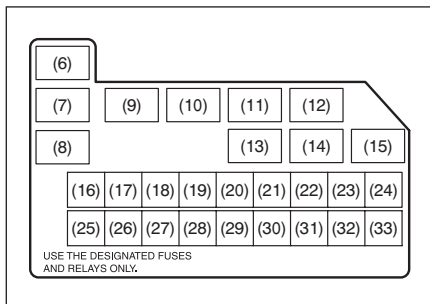 (6)
(7) (9) (10) (11) (12)
(8) (13) (14) (15)
(16) (17) (18) (19) (20) (21) (22) (23) (24)
(25) (26) (27) (28) (29) (30) (31) (32) (33)
USE THE DESIGNATED FUSES
AND RELAYS ONLY.